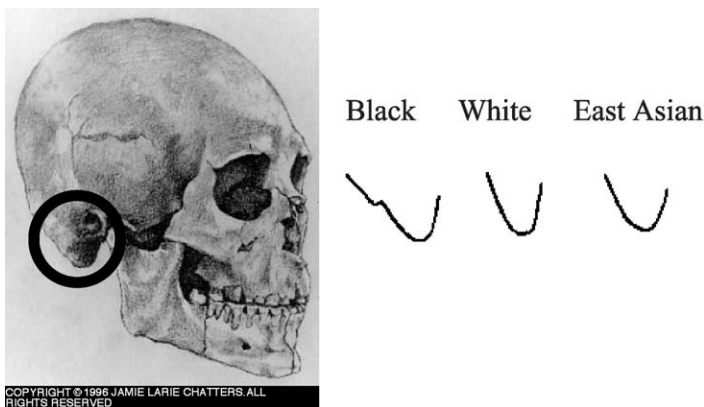 Black White East Asian
COPYRIGHT © 1996 JAMIE LARIE CHATTERS.ALL
RIGHTS RESERVED